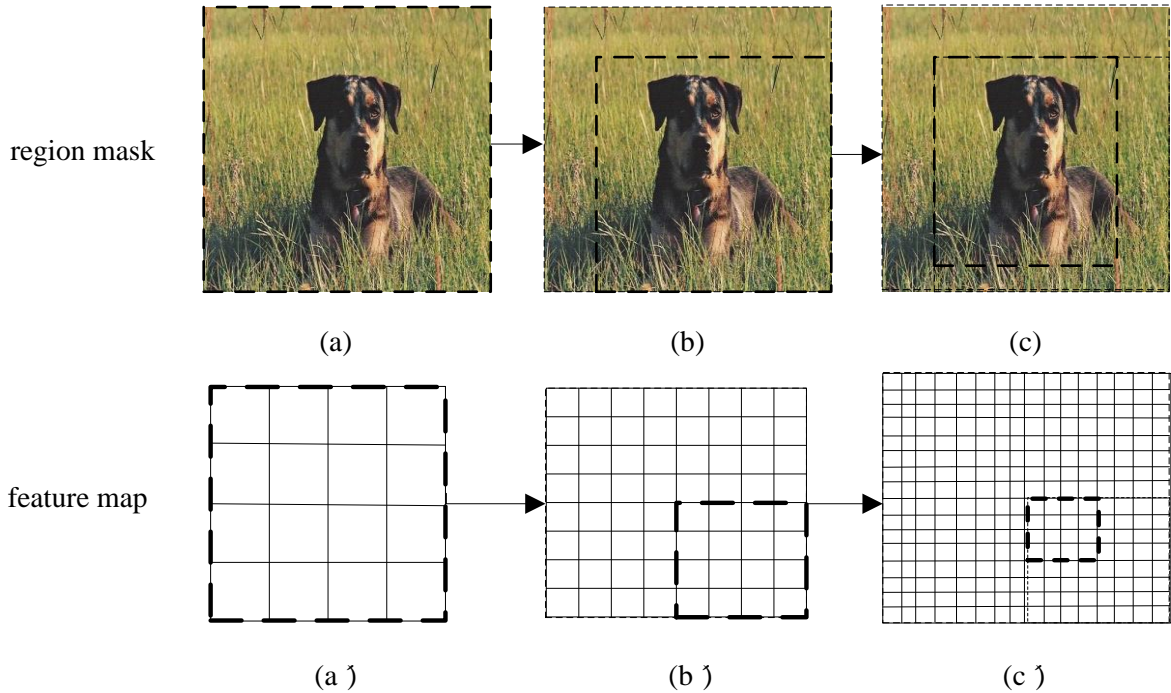 region mask
(a)
(b)
(c)
feature map
(a՚)
(b՚)
(c՚)